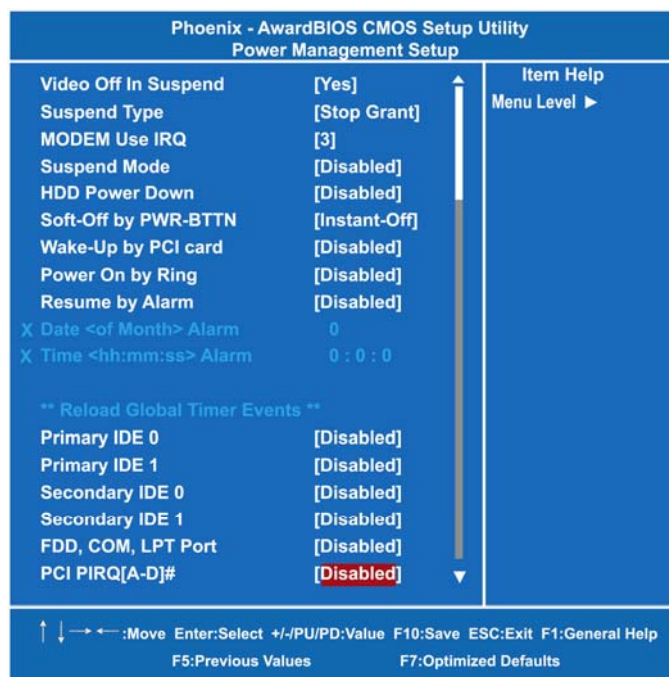 Phoenix - AwardBIOS CMOS Setup Utility
Power Management Setup
Video Off In Suspend [Yes]
Suspend Type [Stop Grant]
MODEM Use IRQ [3]
Suspend Mode [Disabled]
HDD Power Down [Disabled]
Soft-Off by PWR-BTTN [Instant-Off]
Wake-Up by PCI card [Disabled]
Power On by Ring [Disabled]
Resume by Alarm [Disabled]
X Date <of Month> Alarm 0
X Time <hh:mm:ss> Alarm 0 : 0 : 0
** Reload Global Timer Events **
Primary IDE 0 [Disabled]
Primary IDE 1 [Disabled]
Secondary IDE 0 [Disabled]
Secondary IDE 1 [Disabled]
FDD, COM, LPT Port [Disabled]
PCI PIRQ[A-D]# [Disabled]
Item Help
Menu Level ►
↑ ↓ → ← :Move Enter:Select +/-/PU/PD:Value F10:Save ESC:Exit F1:General Help
F5:Previous Values F7:Optimized Defaults